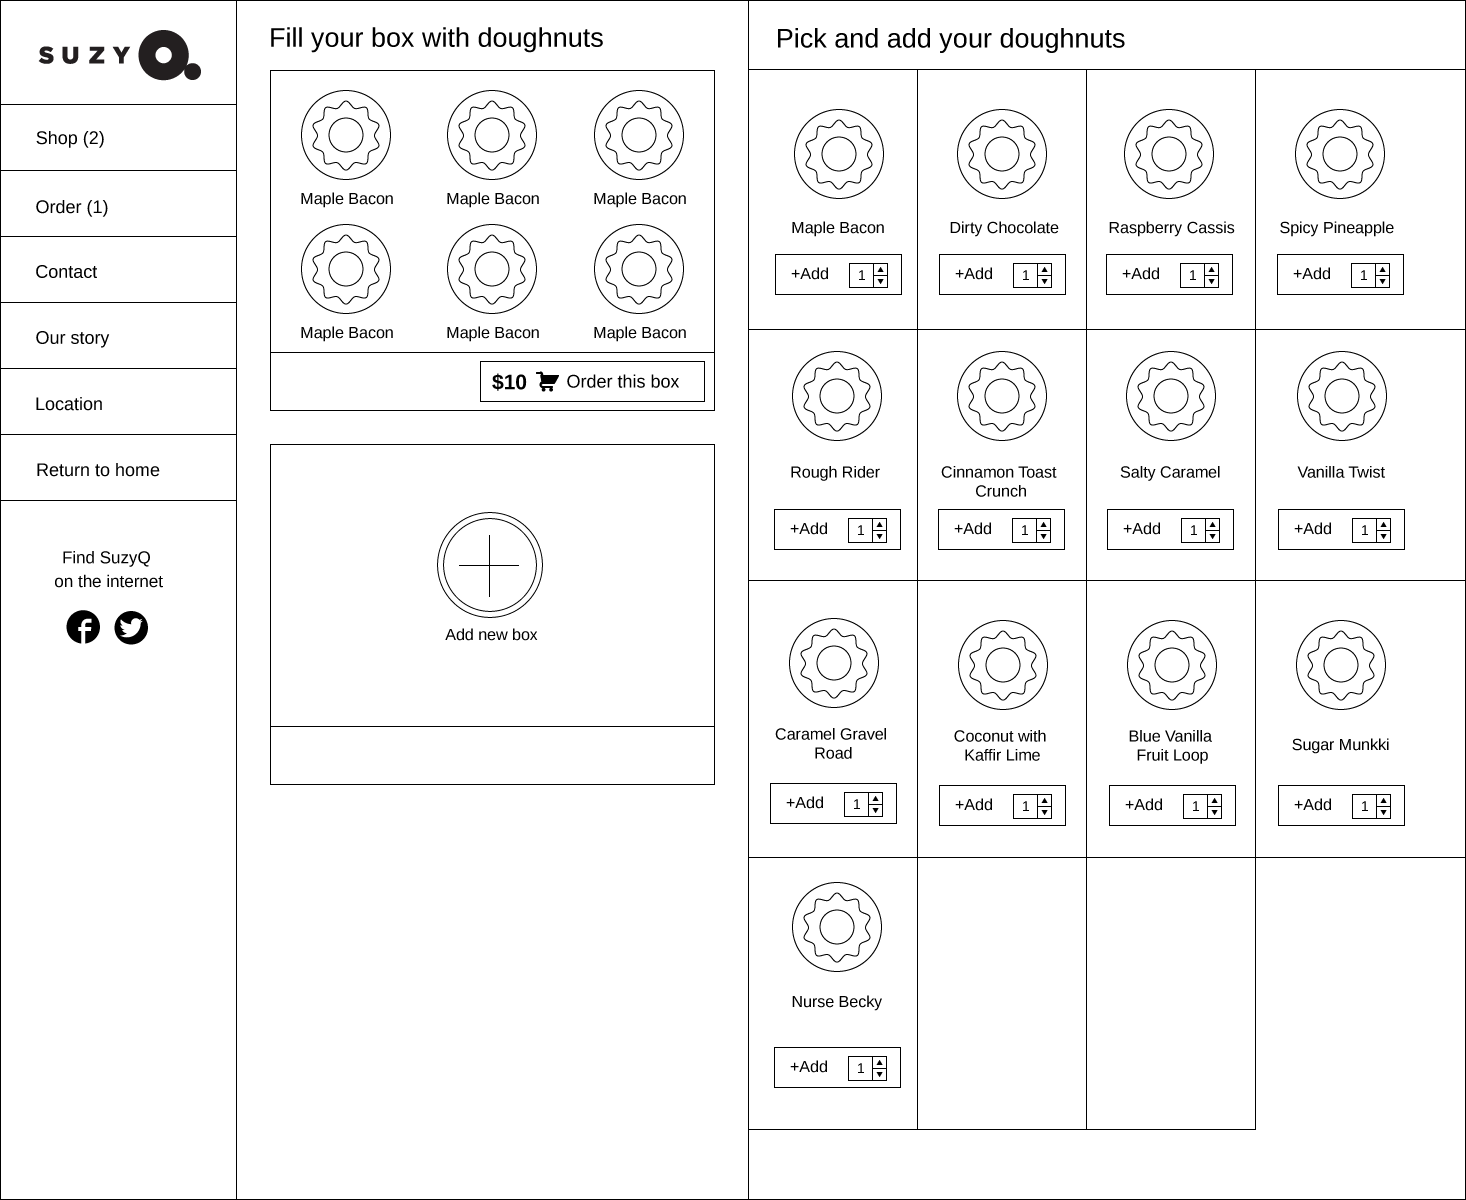 SUZY Q
Shop (2)
Order (1)
Contact
Our story
Location
Return to home
Find SuzyQ
on the internet
Fill your box with doughnuts
Maple Bacon Maple Bacon Maple Bacon
Maple Bacon Maple Bacon Maple Bacon
$10 Order this box
Add new box
Pick and add your doughnuts
Maple Bacon Dirty Chocolate Raspberry Cassis Spicy Pineapple
+Add 1 +Add 1 +Add 1 +Add 1
Rough Rider Cinnamon Toast Salty Caramel Vanilla Twist
Crunch
+Add 1 +Add 1 +Add 1 +Add 1
Caramel Gravel Coconut with Blue Vanilla Sugar Munkki
Road Kaffir Lime Fruit Loop
+Add 1 +Add 1 +Add 1 +Add 1
Nurse Becky
+Add 1